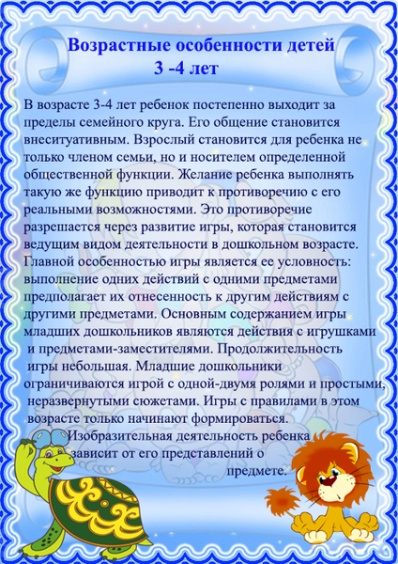 Возрастные особенности детей
3 -4 лет
В возрасте 3-4 лет ребенок постепенно выходит за
пределы семейного круга. Его общение становится
внеситуативным. Взрослый становится для ребенка не
только членом семьи, но и носителем определенной
общественной функции. Желание ребенка выполнять
такую же функцию приводит к противоречию с его
реальными возможностями. Это противоречие
разрешается через развитие игры, которая становится
ведущим видом деятельности в дошкольном возрасте.
Главной особенностью игры является ее условность:
выполнение одних действий с одними предметами
предполагает их отнесенность к другим действиям с
другими предметами. Основным содержанием игры
младших дошкольников являются действия с игрушками
и предметами-заместителями. Продолжительность
игры небольшая. Младшие дошкольники
ограничиваются игрой с одной-двумя ролями и простыми,
неразвернутыми сюжетами. Игры с правилами в этом
возрасте только начинают формироваться.
Изобразительная деятельность ребенка
зависит от его представлений о
предмете.